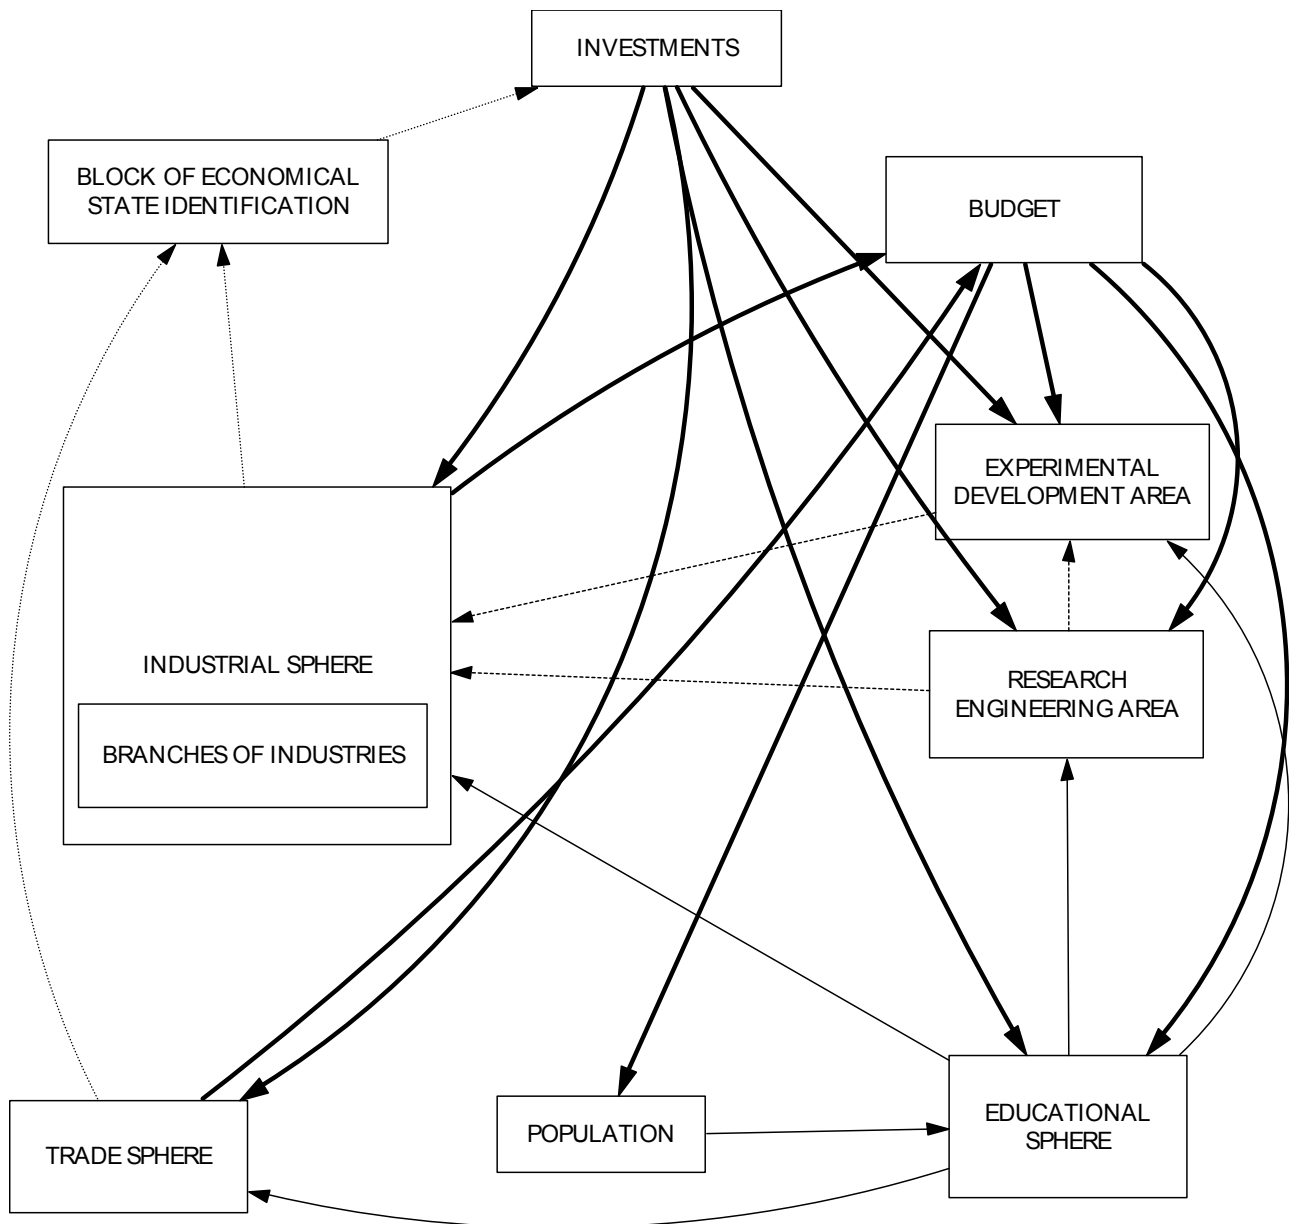 INVESTMENTS
BLOCK OF ECONOMICAL
STATE IDENTIFICATION
BUDGET
EXPERIMENTAL
DEVELOPMENT AREA
INDUSTRIAL SPHERE
RESEARCH
ENGINEERING AREA
BRANCHES OF INDUSTRIES
EDUCATIONAL
SPHERE
POPULATION
TRADE SPHERE